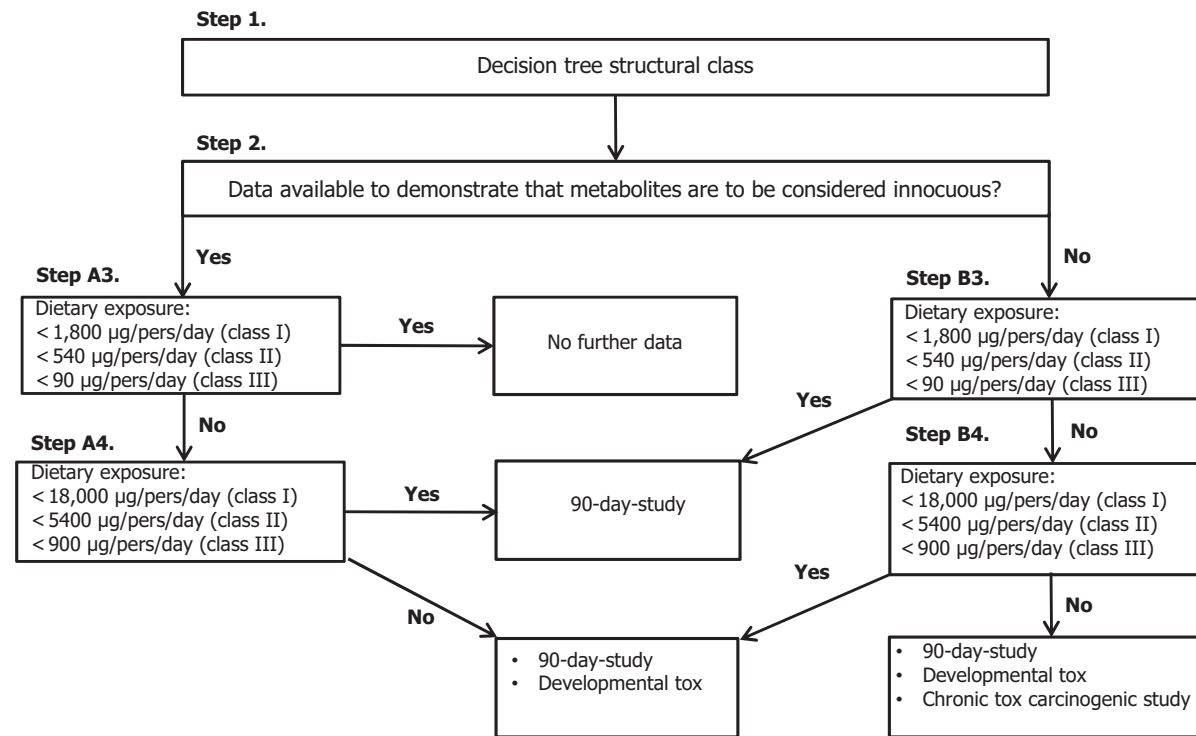 Step 1.
Decision tree structural class
Step 2.
Data available to demonstrate that metabolites are to be considered innocuous?
Yes
No
Step A3.
Dietary exposure:
< 1,800 µg/pers/day (class I)
< 540 µg/pers/day (class II)
< 90 µg/pers/day (class III)
Yes
No further data
Step B3.
Dietary exposure:
< 1,800 µg/pers/day (class I)
< 540 µg/pers/day (class II)
< 90 µg/pers/day (class III)
No
Yes
No
Step A4.
Dietary exposure:
< 18,000 µg/pers/day (class I)
< 5400 µg/pers/day (class II)
< 900 µg/pers/day (class III)
Yes
90-day-study
Step B4.
Dietary exposure:
< 18,000 µg/pers/day (class I)
< 5400 µg/pers/day (class II)
< 900 µg/pers/day (class III)
No
Yes
No
• 90-day-study
• Developmental tox
• 90-day-study
• Developmental tox
• Chronic tox carcinogenic study